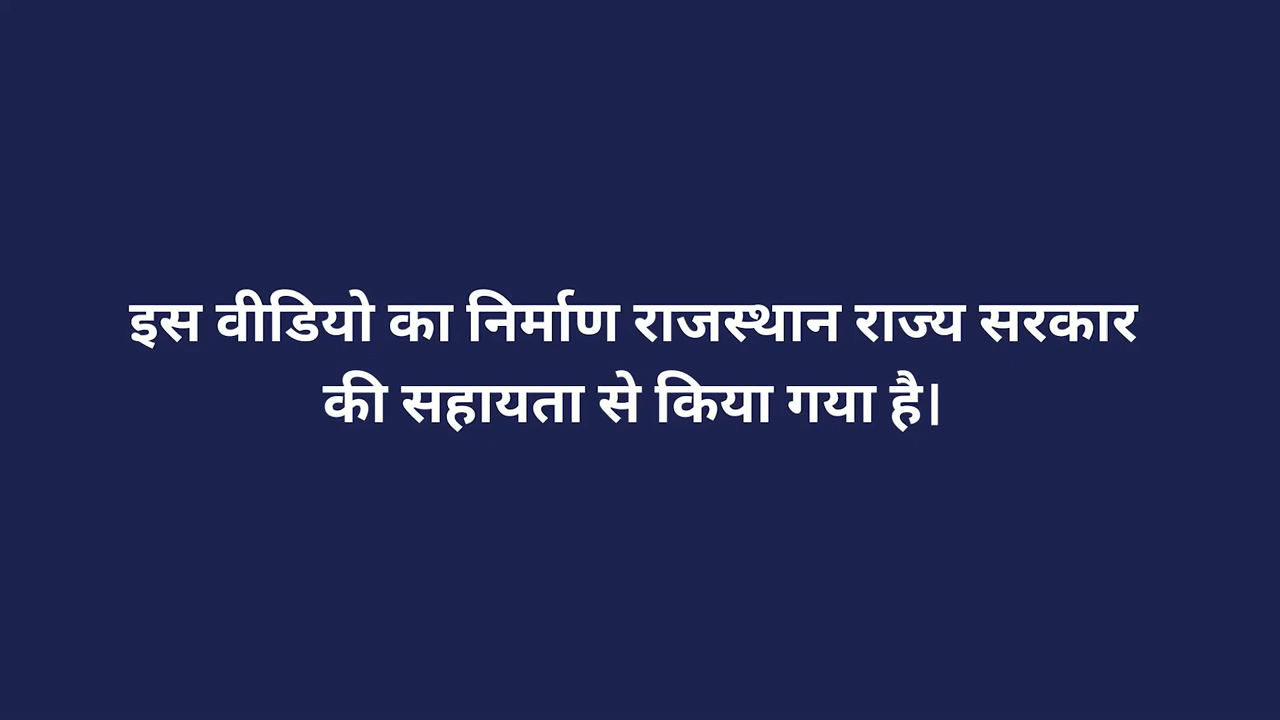 इस वीडियो का निर्माण राजस्थान राज्य सरकार
की सहायता से किया गया है।